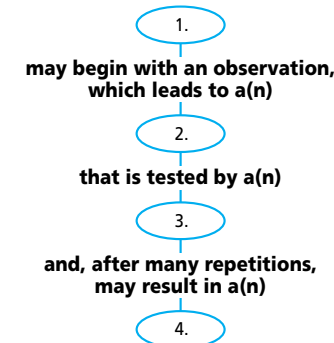 1.
may begin with an observation,
which leads to a(n)
2.
that is tested by a(n)
3.
and, after many repetitions,
may result in a(n)
4.